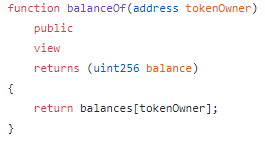 function balanceOf(address tokenOwner)
    public
    view
    returns (uint256 balance)
{
    return balances[tokenOwner];
}